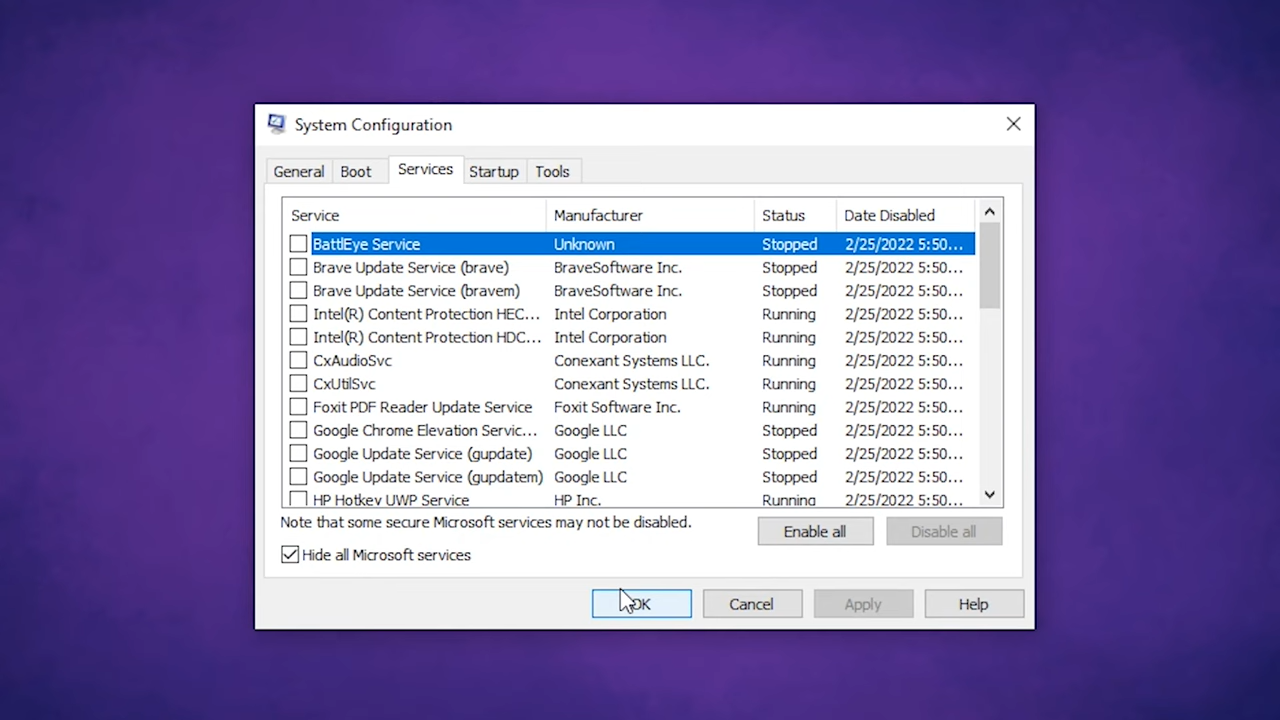 System Configuration
General Boot Services Startup Tools
Service Manufacturer Status Date Disabled
BattlEye Service Unknown Stopped 2/25/2022 5:50...
Brave Update Service (brave) BraveSoftware Inc. Stopped 2/25/2022 5:50...
Brave Update Service (bravem) BraveSoftware Inc. Stopped 2/25/2022 5:50...
Intel(R) Content Protection HEC... Intel Corporation Running 2/25/2022 5:50...
Intel(R) Content Protection HDC... Intel Corporation Running 2/25/2022 5:50...
CxAudioSvc Conexant Systems LLC. Running 2/25/2022 5:50...
CxUtilSvc Conexant Systems LLC. Running 2/25/2022 5:50...
Foxit PDF Reader Update Service Foxit Software Inc. Running 2/25/2022 5:50...
Google Chrome Elevation Servic... Google LLC Stopped 2/25/2022 5:50...
Google Update Service (gupdate) Google LLC Stopped 2/25/2022 5:50...
Google Update Service (gupdatem) Google LLC Stopped 2/25/2022 5:50...
HP Hotkey UWP Service HP Inc. Running 2/25/2022 5:50...
Note that some secure Microsoft services may not be disabled.
Enable all Disable all
Hide all Microsoft services
OK Cancel Apply Help